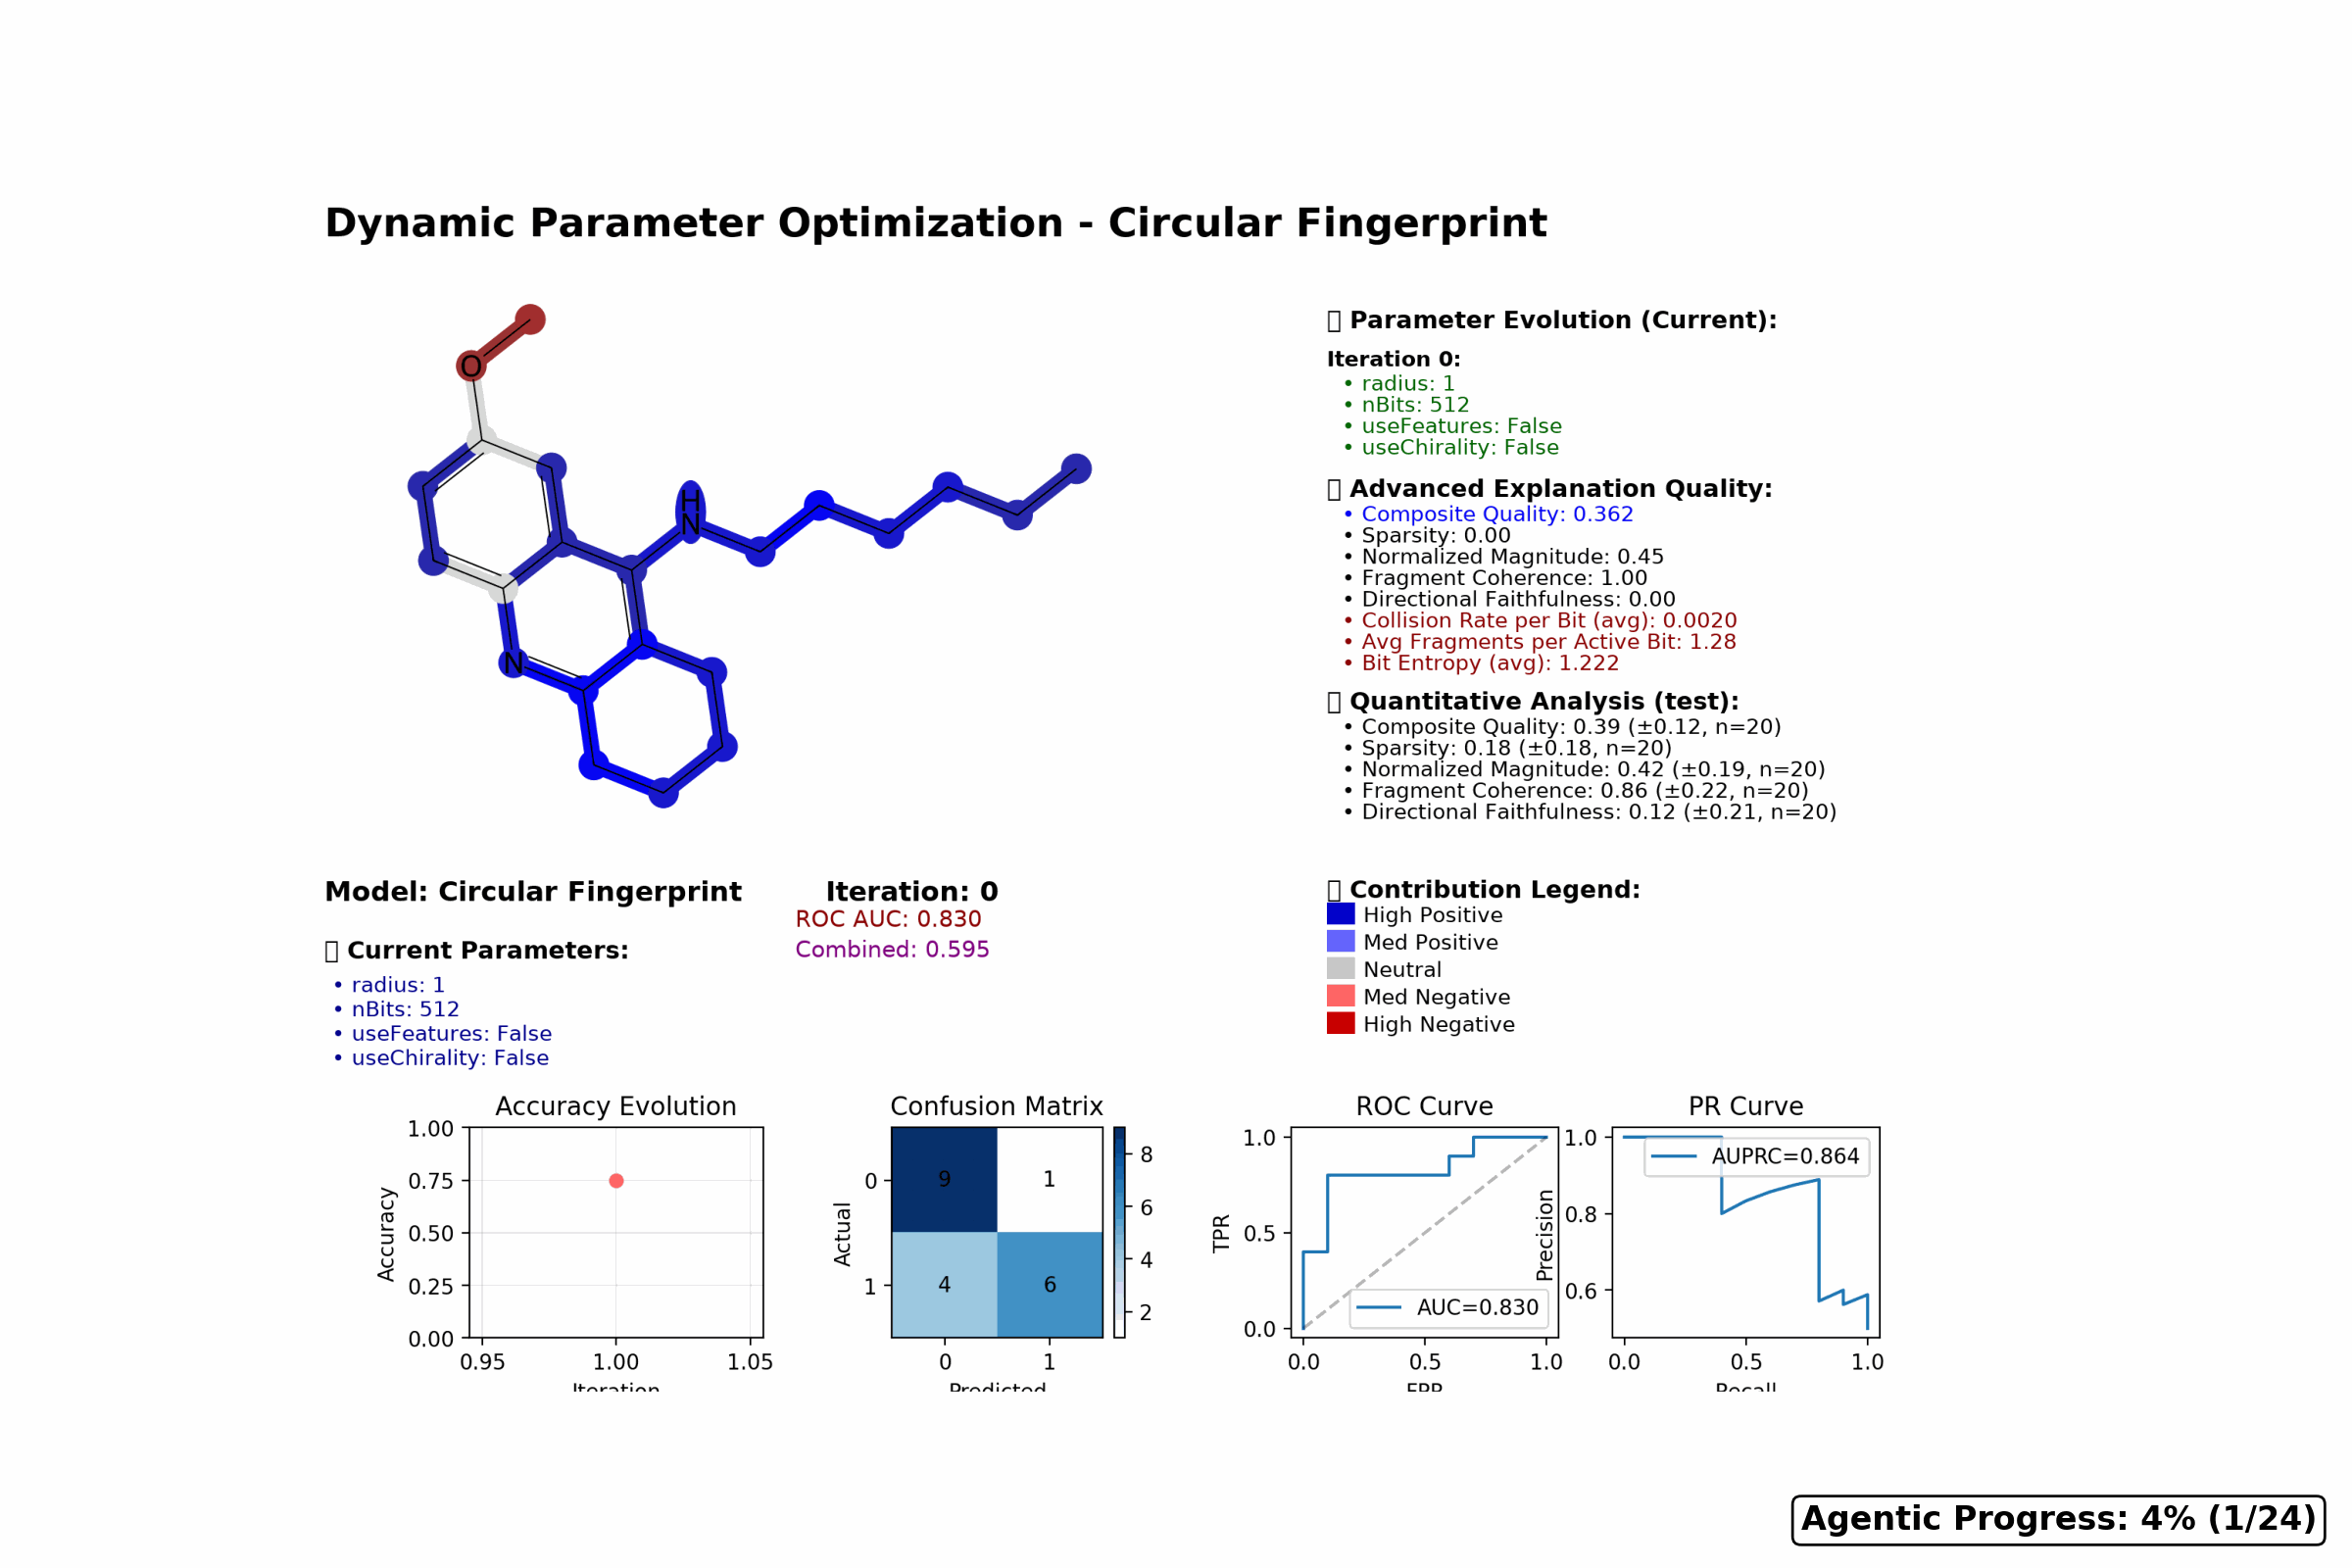 Dynamic Parameter Optimization - Circular Fingerprint
O
H
N
N
Parameter Evolution (Current):
Iteration 0:
• radius: 1
• nBits: 512
• useFeatures: False
• useChirality: False
Advanced Explanation Quality:
• Composite Quality: 0.362
• Sparsity: 0.00
• Normalized Magnitude: 0.45
• Fragment Coherence: 1.00
• Directional Faithfulness: 0.00
• Collision Rate per Bit (avg): 0.0020
• Avg Fragments per Active Bit: 1.28
• Bit Entropy (avg): 1.222
Quantitative Analysis (test):
• Composite Quality: 0.39 (±0.12, n=20)
• Sparsity: 0.18 (±0.18, n=20)
• Normalized Magnitude: 0.42 (±0.19, n=20)
• Fragment Coherence: 0.86 (±0.22, n=20)
• Directional Faithfulness: 0.12 (±0.21, n=20)
Model: Circular Fingerprint
Iteration: 0
ROC AUC: 0.830
Combined: 0.595
Current Parameters:
• radius: 1
• nBits: 512
• useFeatures: False
• useChirality: False
Contribution Legend:
High Positive
Med Positive
Neutral
Med Negative
High Negative
Accuracy Evolution
Accuracy
1.00
0.75
0.50
0.25
0.00
0.95 1.00 1.05
Iteration
Confusion Matrix
Actual
0
1
9 1
4 6
0 1
Predicted
8
6
4
2
ROC Curve
TPR
1.0
0.5
0.0
AUC=0.830
0.0 0.5 1.0
FPR
PR Curve
Precision
1.0
0.8
0.6
AUPRC=0.864
0.0 0.5 1.0
Recall
Agentic Progress: 4% (1/24)